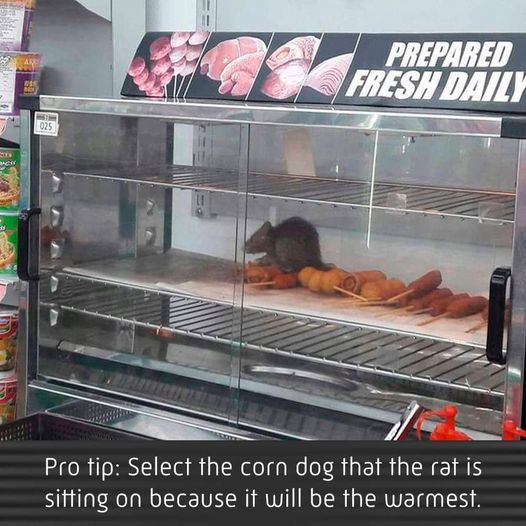 PREPARED
FRESH DAILY
025
Pro tip: Select the corn dog that the rat is
sitting on because it will be the warmest.